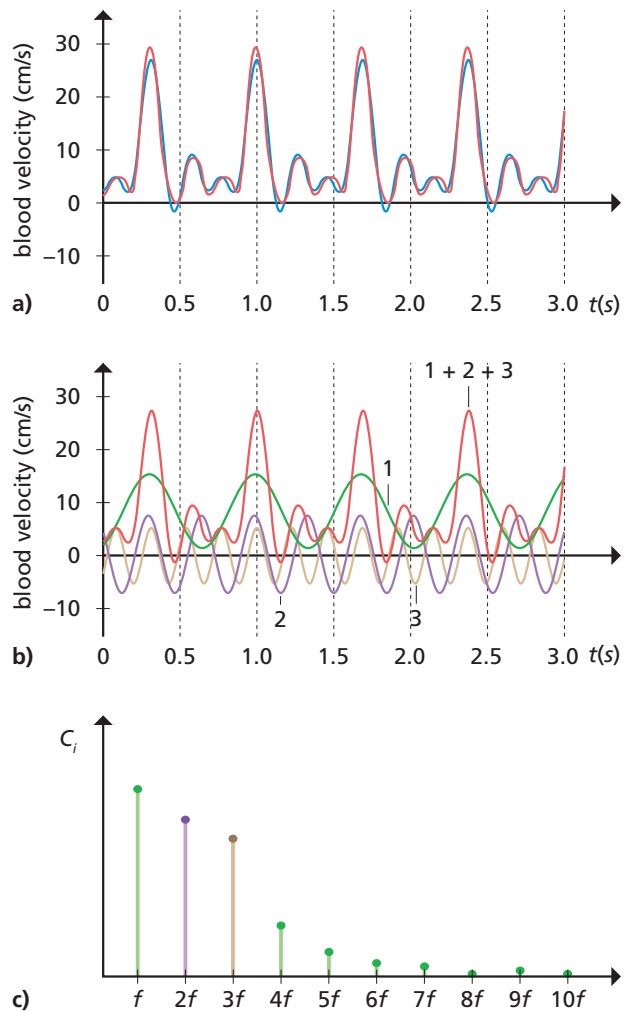 blood velocity (cm/s)
30
20
10
0
−10
a)
0 0.5 1.0 1.5 2.0 2.5 3.0 t(s)
blood velocity (cm/s)
1 + 2 + 3
30
20
1
10
0
−10
2 3
b)
0 0.5 1.0 1.5 2.0 2.5 3.0 t(s)
Ci
c)
f 2f 3f 4f 5f 6f 7f 8f 9f 10f